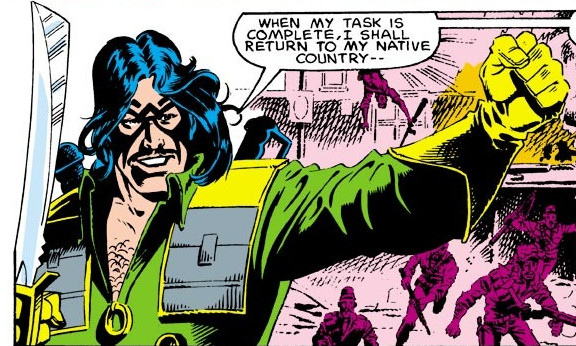 WHEN MY TASK IS
COMPLETE, I SHALL
RETURN TO MY NATIVE
COUNTRY--